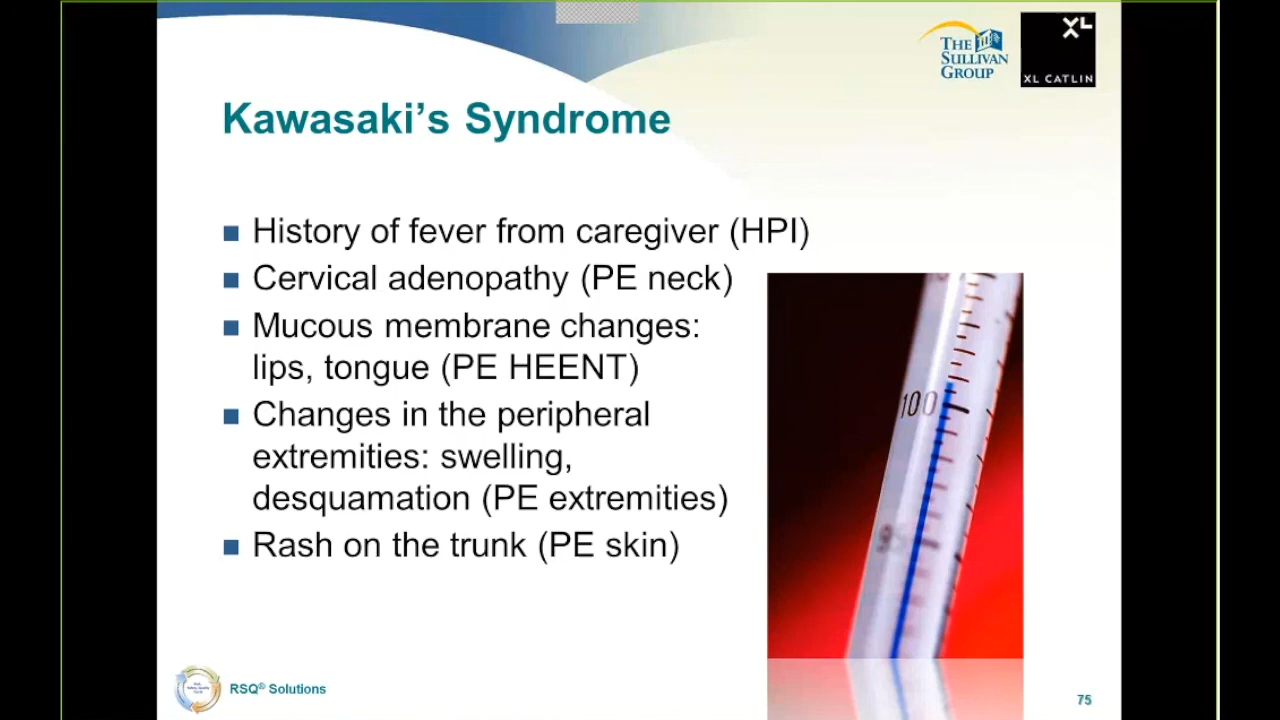 THE
SULLIVAN
GROUP
XL
XL CATLIN
Kawasaki’s Syndrome
■ History of fever from caregiver (HPI)
■ Cervical adenopathy (PE neck)
■ Mucous membrane changes:
lips, tongue (PE HEENT)
■ Changes in the peripheral
extremities: swelling,
desquamation (PE extremities)
■ Rash on the trunk (PE skin)
100
RSQ® Solutions
75